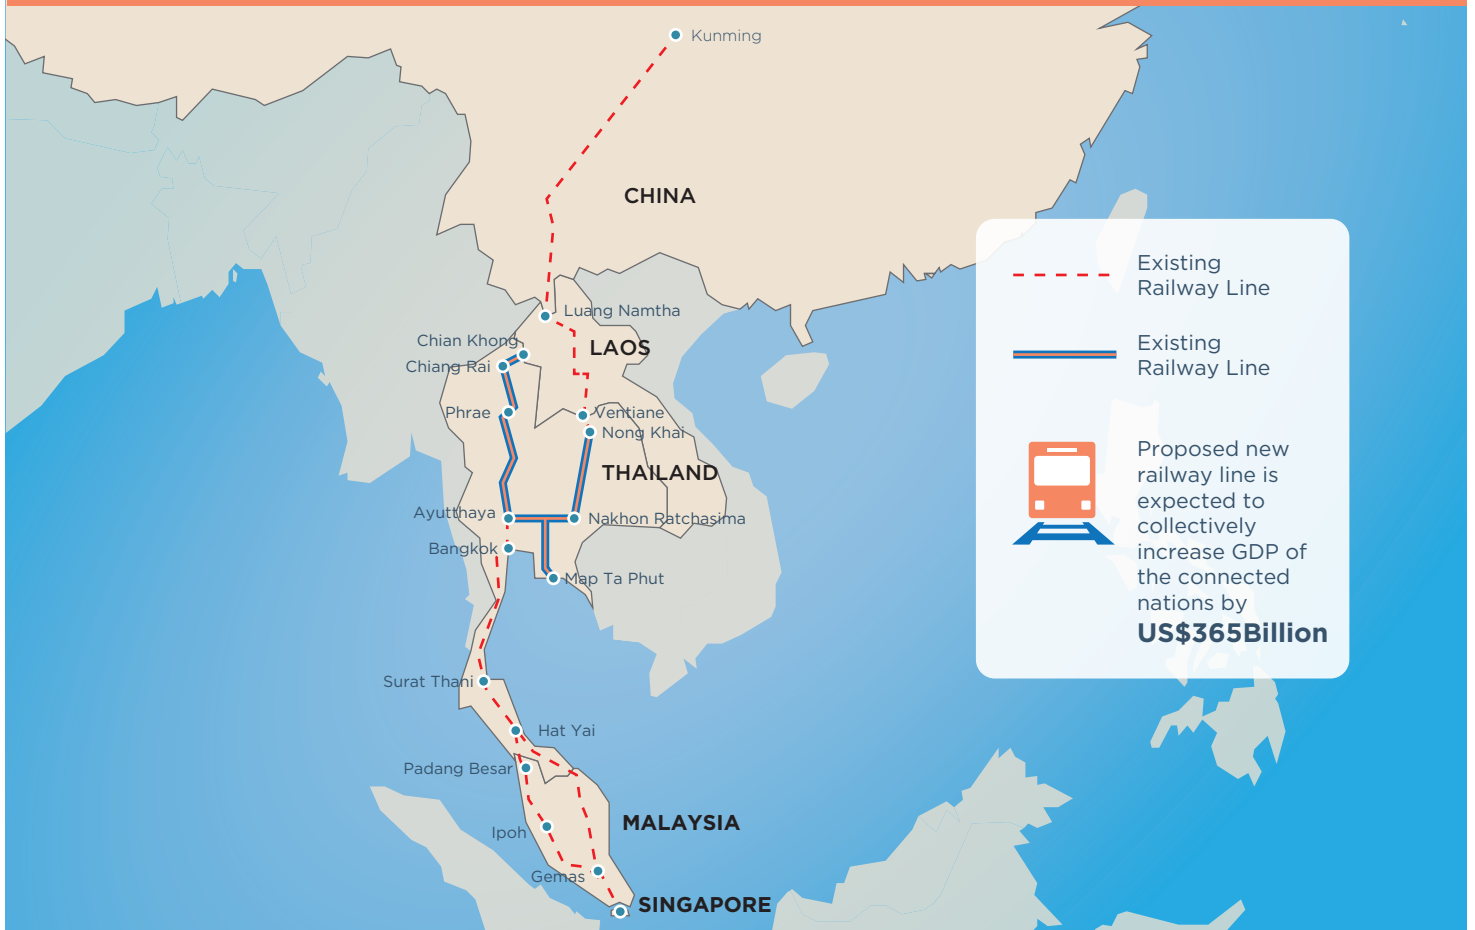 Kunming
CHINA
Luang Namtha
Chian Khong
LAOS
Chiang Rai
Phrae
Ventiane
Nong Khai
THAILAND
Ayutthaya
Nakhon Ratchasima
Bangkok
Map Ta Phut
Surat Thani
Hat Yai
Padang Besar
MALAYSIA
Ipoh
Gemas
SINGAPORE
Existing
Railway Line
Existing
Railway Line
Proposed new
railway line is
expected to
collectively
increase GDP of
the connected
nations by
US$365Billion